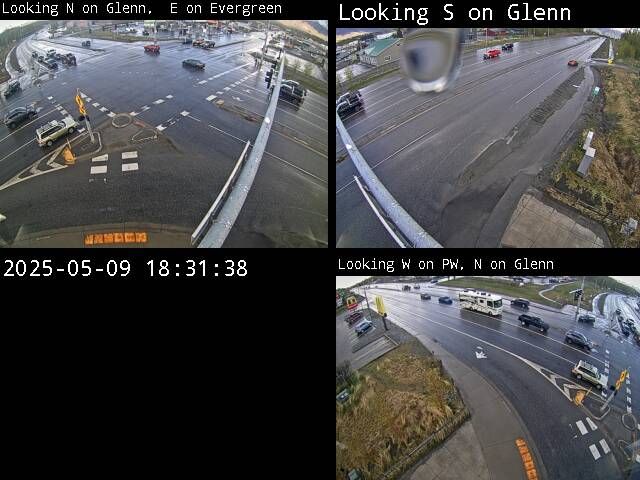 Looking N on Glenn,  E on Evergreen
Looking S on Glenn
2025-05-09 18:31:38
Looking W on PW, N on Glenn